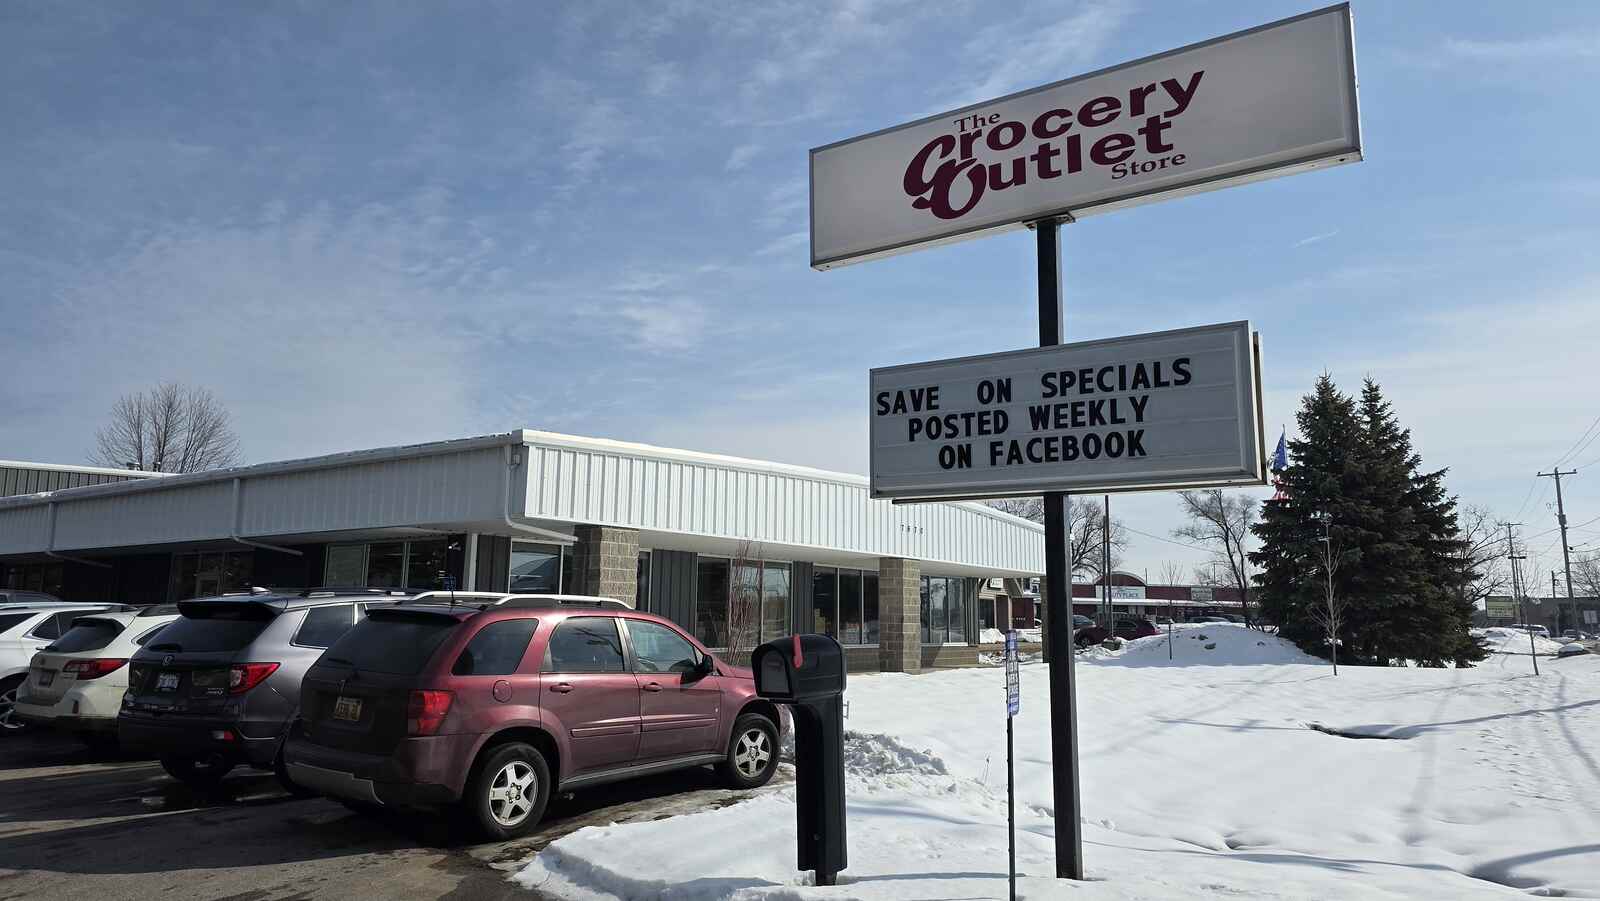 The
Grocery
Outlet
Store
SAVE ON SPECIALS
POSTED WEEKLY
ON FACEBOOK